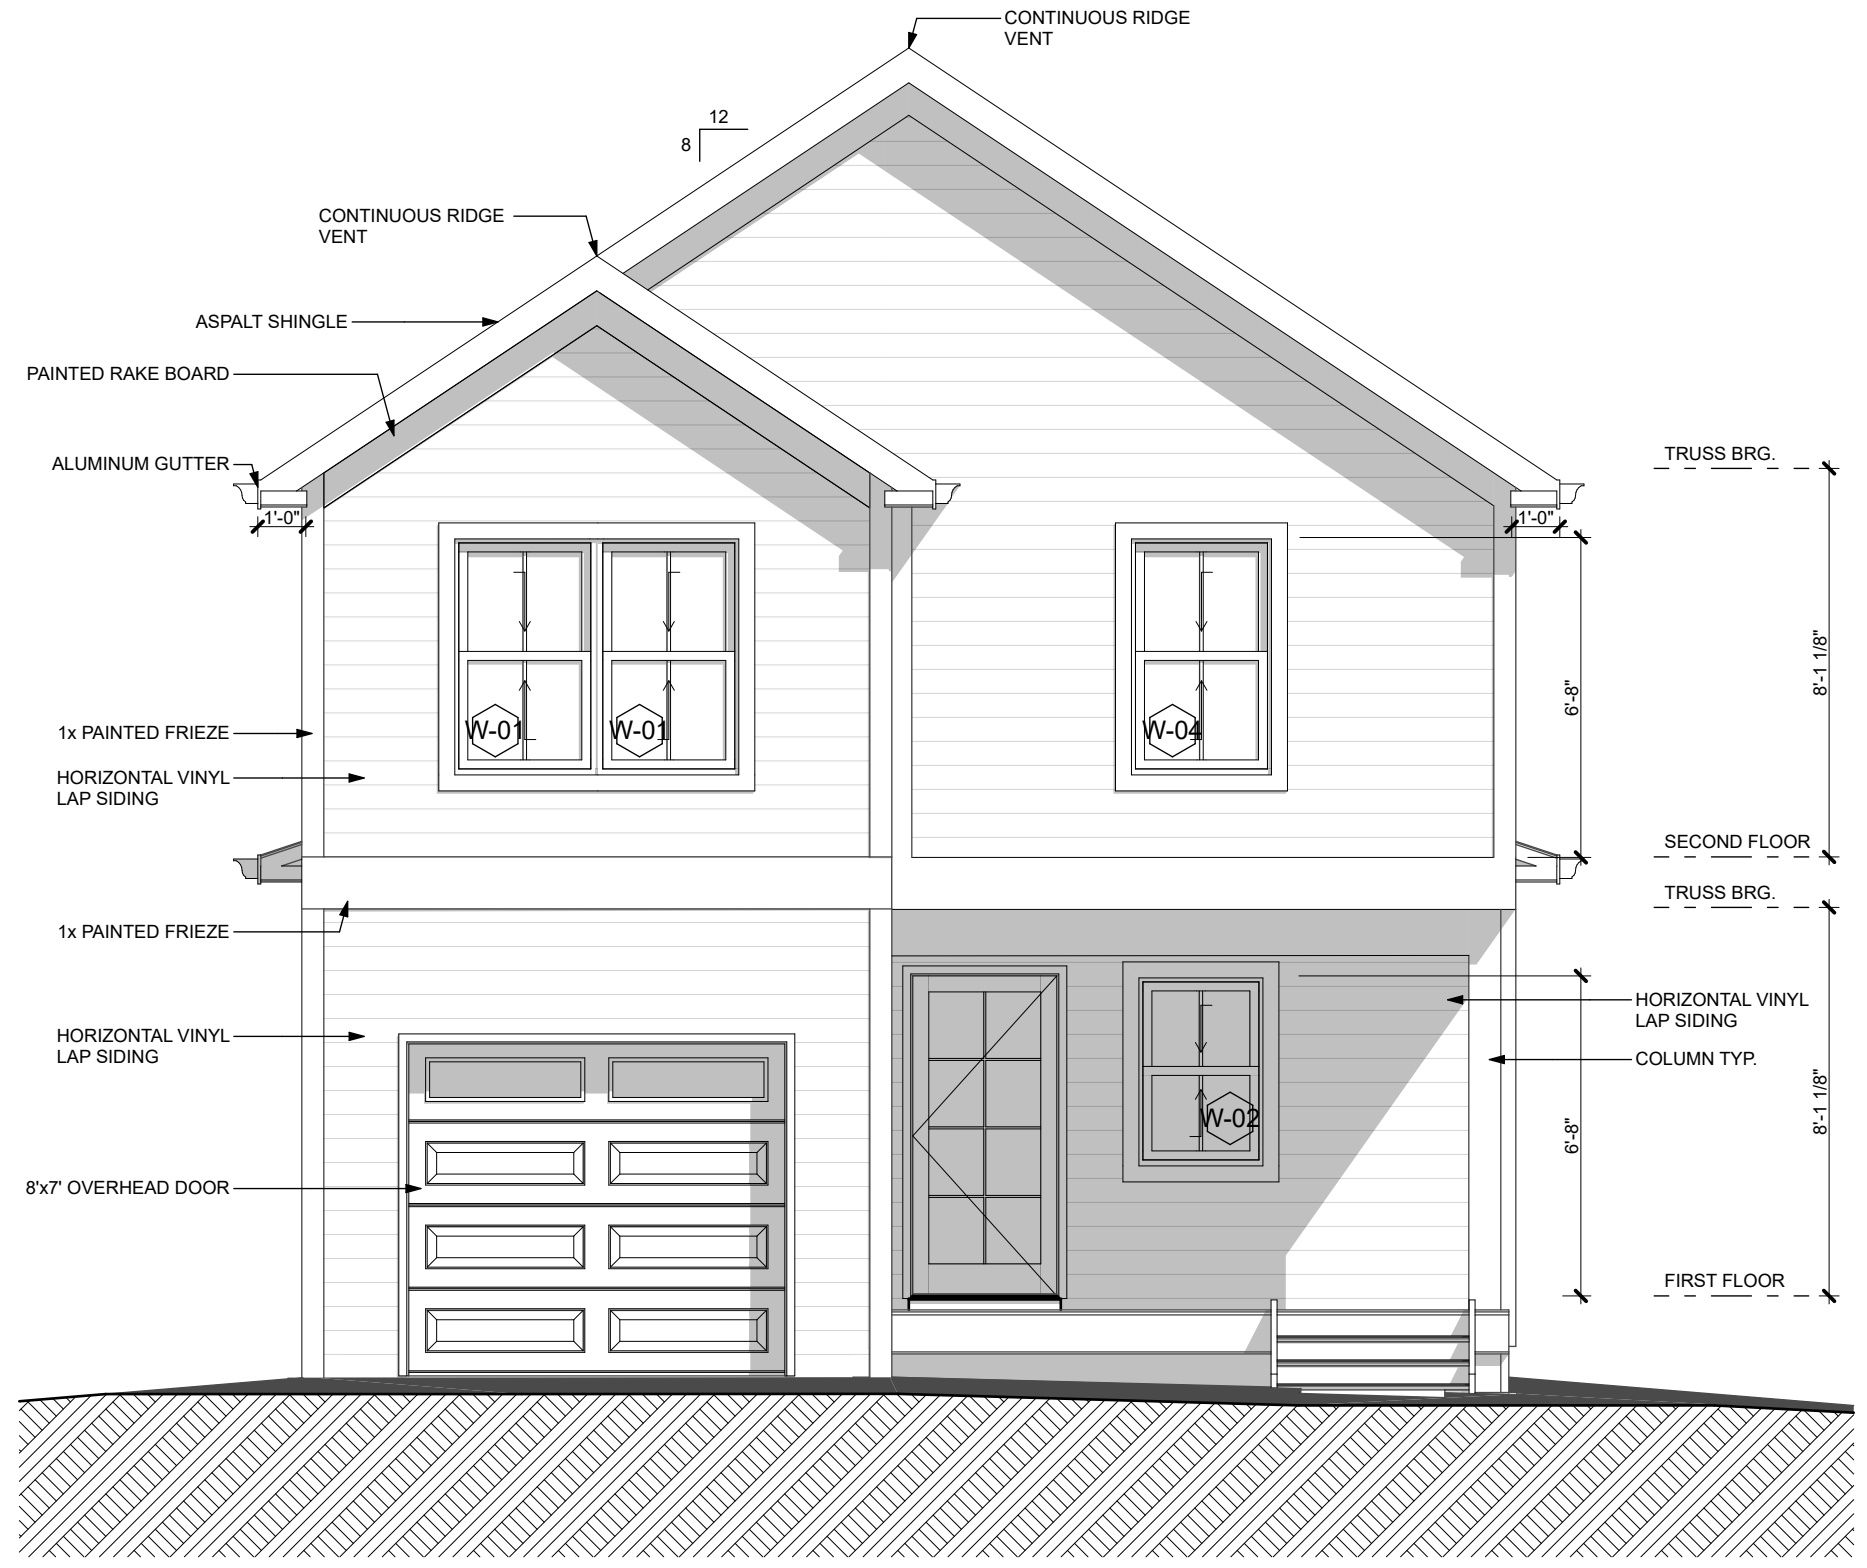 CONTINUOUS RIDGE
VENT
12
8
CONTINUOUS RIDGE
VENT
ASPALT SHINGLE
PAINTED RAKE BOARD
ALUMINUM GUTTER
TRUSS BRG.
1'-0"
1'-0"
8'-1 1/8"
6'-8"
W-01
W-01
W-04
1x PAINTED FRIEZE
HORIZONTAL VINYL
LAP SIDING
SECOND FLOOR
TRUSS BRG.
1x PAINTED FRIEZE
HORIZONTAL VINYL
LAP SIDING
HORIZONTAL VINYL
LAP SIDING
COLUMN TYP.
W-02
6'-8"
8'-1 1/8"
8'x7' OVERHEAD DOOR
FIRST FLOOR